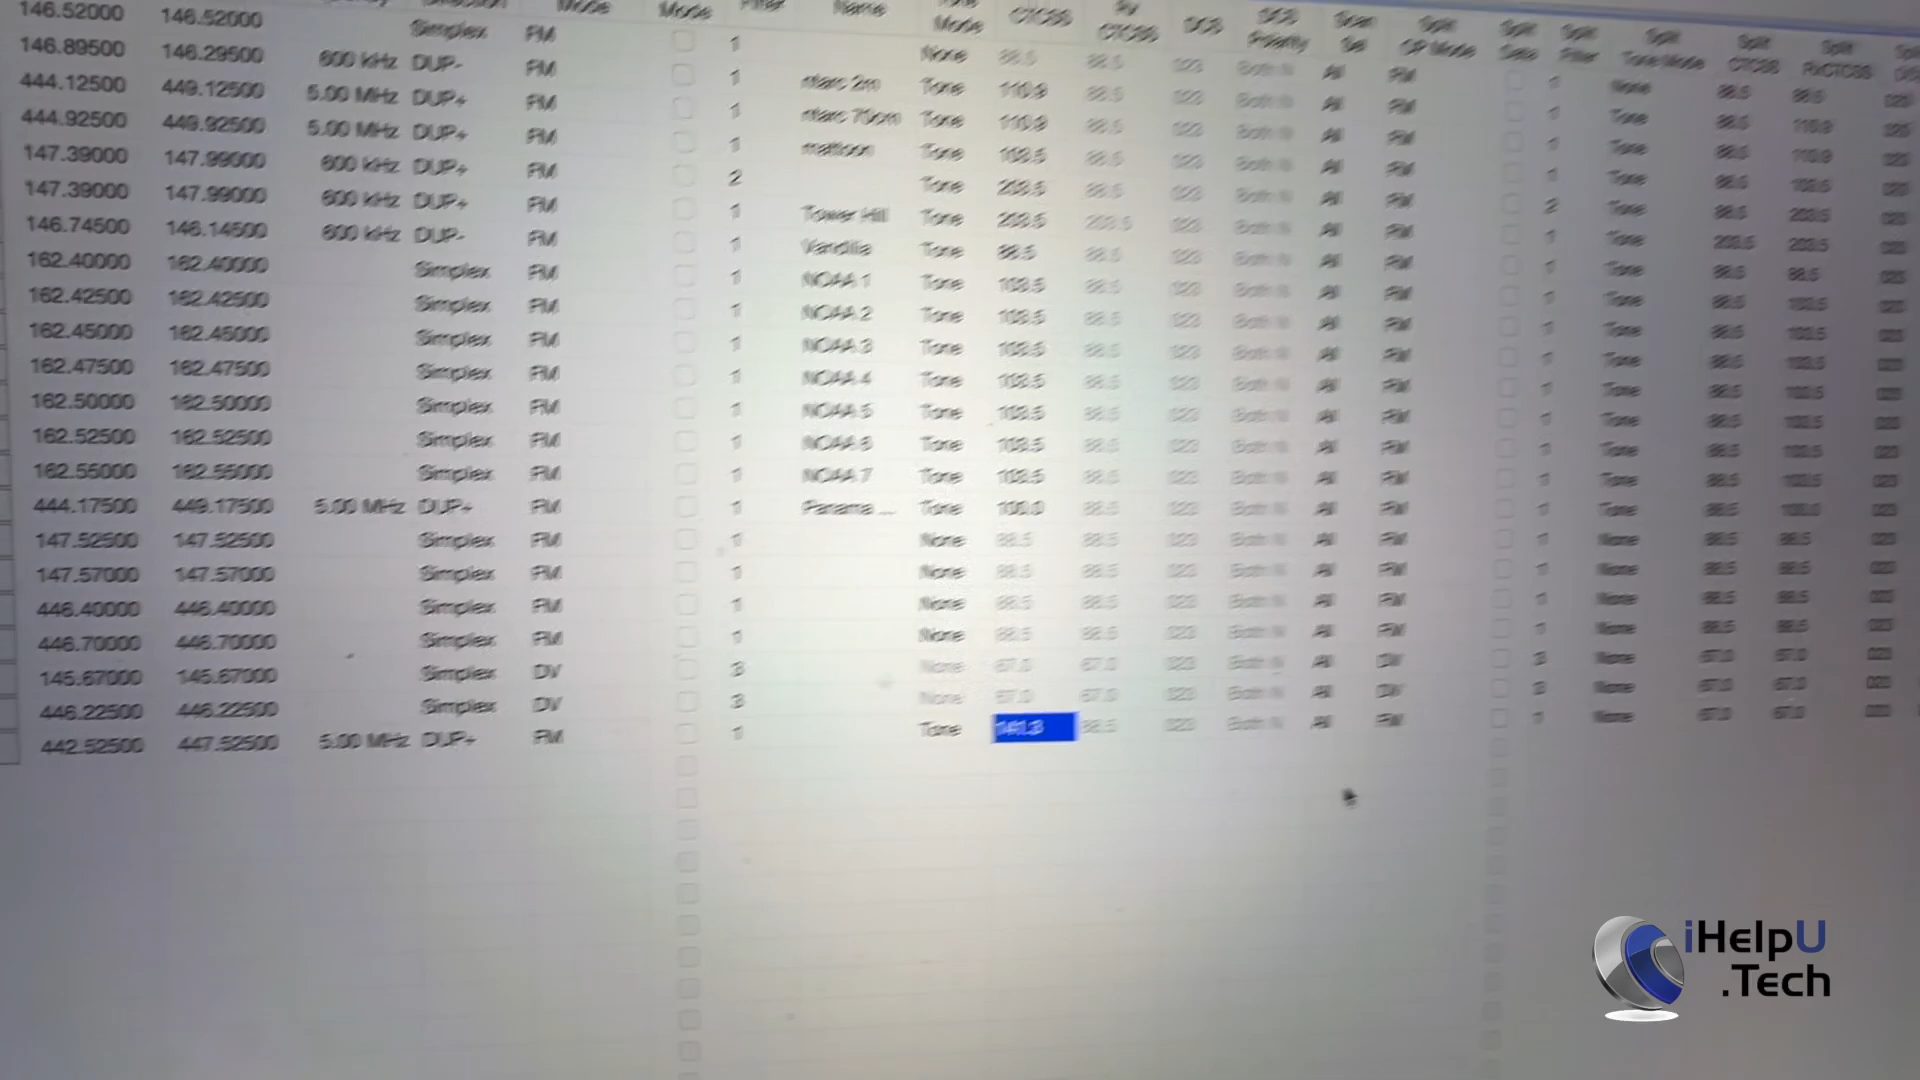 Mode Mode Filter Name Mode CTCSS CTCSS DCS Polarity Split Split Split Split
146.52000 146.52000 Simplex FM 1 None 88.5 88.5 023 Both N All FM 1 None 88.5 88.5
146.89500 146.29500 600 kHz DUP- FM 1 marc 2m Tone 110.9 88.5 023 Both N All FM 1 Tone 88.5 110.9
444.12500 449.12500 5.00 MHz DUP+ FM 1 marc 70cm Tone 110.9 88.5 023 Both N All FM 1 Tone 88.5 110.9
444.92500 449.92500 5.00 MHz DUP+ FM 1 mattoon Tone 103.5 88.5 023 Both N All FM 1 Tone 88.5 103.5
147.39000 147.99000 600 kHz DUP+ FM 2 Tone 203.5 88.5 023 Both N All FM 2 Tone 88.5 203.5
147.39000 147.99000 600 kHz DUP+ FM 1 Tower Hill Tone 203.5 203.5 023 Both N All FM 1 Tone 203.5 203.5
146.74500 146.14500 600 kHz DUP- FM 1 Vandilia Tone 88.5 88.5 023 Both N All FM 1 Tone 88.5 88.5
162.40000 162.40000 Simplex FM 1 NOAA 1 Tone 103.5 88.5 023 Both N All FM 1 Tone 88.5 103.5
162.42500 162.42500 Simplex FM 1 NOAA 2 Tone 103.5 88.5 023 Both N All FM 1 Tone 88.5 103.5
162.45000 162.45000 Simplex FM 1 NOAA 3 Tone 103.5 88.5 023 Both N All FM 1 Tone 88.5 103.5
162.47500 162.47500 Simplex FM 1 NOAA 4 Tone 103.5 88.5 023 Both N All FM 1 Tone 88.5 103.5
162.50000 162.50000 Simplex FM 1 NOAA 5 Tone 103.5 88.5 023 Both N All FM 1 Tone 88.5 103.5
162.52500 162.52500 Simplex FM 1 NOAA 6 Tone 103.5 88.5 023 Both N All FM 1 Tone 88.5 103.5
162.55000 162.55000 Simplex FM 1 NOAA 7 Tone 103.5 88.5 023 Both N All FM 1 Tone 88.5 103.5
444.17500 449.17500 5.00 MHz DUP+ FM 1 Panama ... Tone 100.0 88.5 023 Both N All FM 1 Tone 88.5 100.0
147.52500 147.52500 Simplex FM 1 None 88.5 88.5 023 Both N All FM 1 None 88.5 88.5
147.57000 147.57000 Simplex FM 1 None 88.5 88.5 023 Both N All FM 1 None 88.5 88.5
446.40000 446.40000 Simplex FM 1 None 88.5 88.5 023 Both N All FM 1 None 88.5 88.5
446.70000 446.70000 Simplex FM 1 None 88.5 88.5 023 Both N All FM 1 None 88.5 88.5
145.67000 145.67000 Simplex DV 3 None 67.0 67.0 023 Both N All DV 3 None 67.0 67.0
446.22500 446.22500 Simplex DV 3 None 67.0 67.0 023 Both N All DV 3 None 67.0 67.0
442.52500 447.52500 5.00 MHz DUP+ FM 1 Tone 141.3 88.5 023 Both N All FM 1 None 67.0 67.0
iHelpU
.Tech